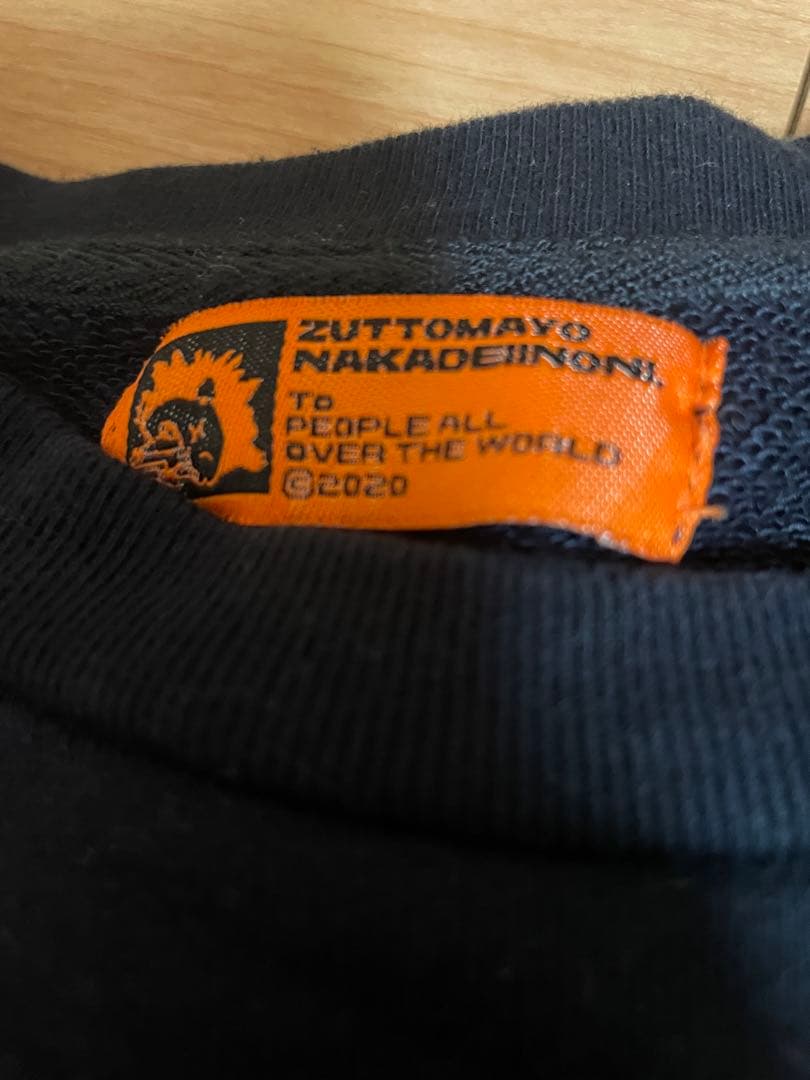 ZUTTOMAYO
NAKADEIINONI.
To
PEOPLE ALL
OVER THE WORLD
©2020